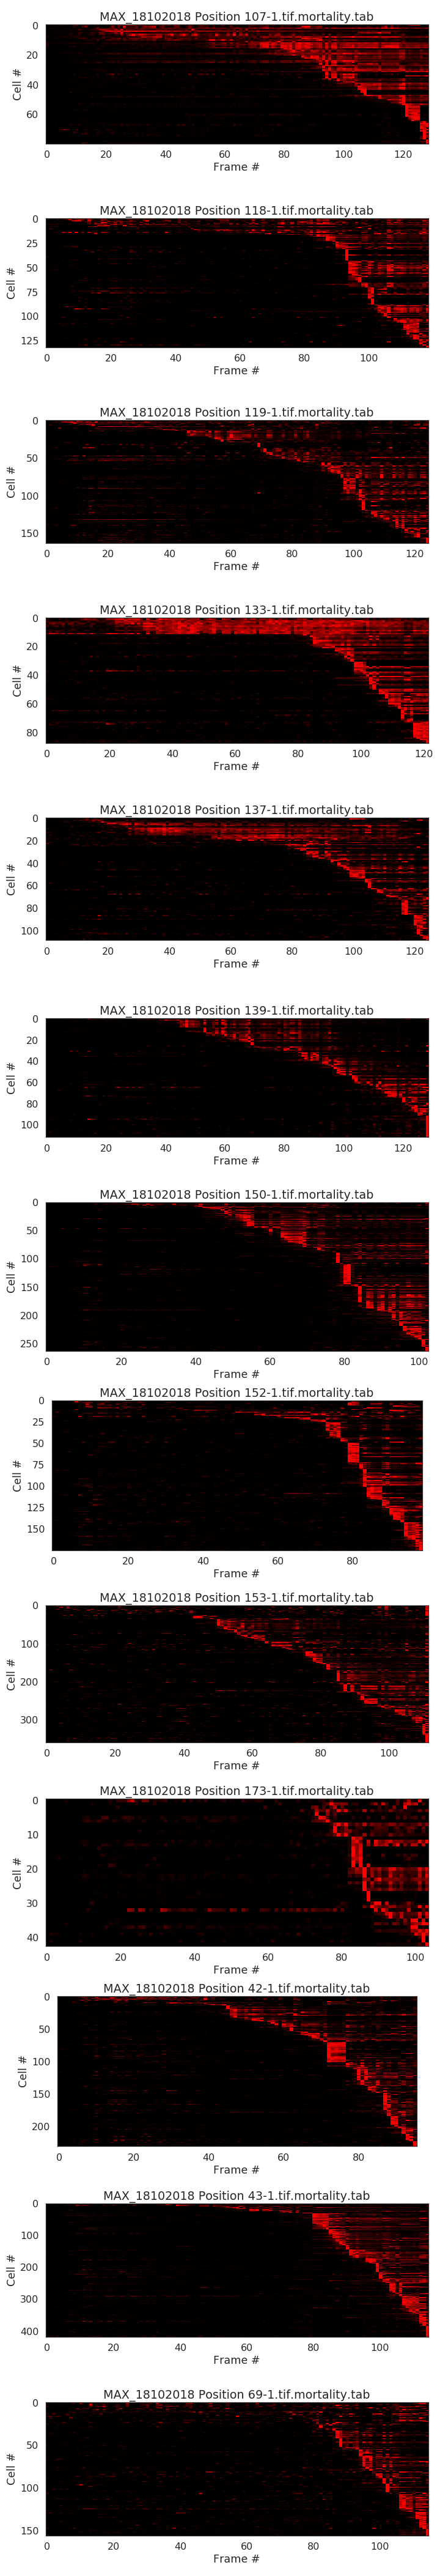 MAX_18102018 Position 107-1.tif.mortality.tab
0
20
40
60
Cell #
0 20 40 60 80 100 120
Frame #
MAX_18102018 Position 118-1.tif.mortality.tab
0
25
50
75
100
125
Cell #
0 20 40 60 80 100
Frame #
MAX_18102018 Position 119-1.tif.mortality.tab
0
50
100
150
Cell #
0 20 40 60 80 100 120
Frame #
MAX_18102018 Position 133-1.tif.mortality.tab
0
20
40
60
80
Cell #
0 20 40 60 80 100 120
Frame #
MAX_18102018 Position 137-1.tif.mortality.tab
0
20
40
60
80
100
Cell #
0 20 40 60 80 100 120
Frame #
MAX_18102018 Position 139-1.tif.mortality.tab
0
20
40
60
80
100
Cell #
0 20 40 60 80 100 120
Frame #
MAX_18102018 Position 150-1.tif.mortality.tab
0
50
100
150
200
250
Cell #
0 20 40 60 80 100
Frame #
MAX_18102018 Position 152-1.tif.mortality.tab
0
25
50
75
100
125
150
Cell #
0 20 40 60 80
Frame #
MAX_18102018 Position 153-1.tif.mortality.tab
0
100
200
300
Cell #
0 20 40 60 80 100
Frame #
MAX_18102018 Position 173-1.tif.mortality.tab
0
10
20
30
40
Cell #
0 20 40 60 80 100
Frame #
MAX_18102018 Position 42-1.tif.mortality.tab
0
50
100
150
200
Cell #
0 20 40 60 80
Frame #
MAX_18102018 Position 43-1.tif.mortality.tab
0
100
200
300
400
Cell #
0 20 40 60 80 100
Frame #
MAX_18102018 Position 69-1.tif.mortality.tab
0
50
100
150
Cell #
0 20 40 60 80 100
Frame #